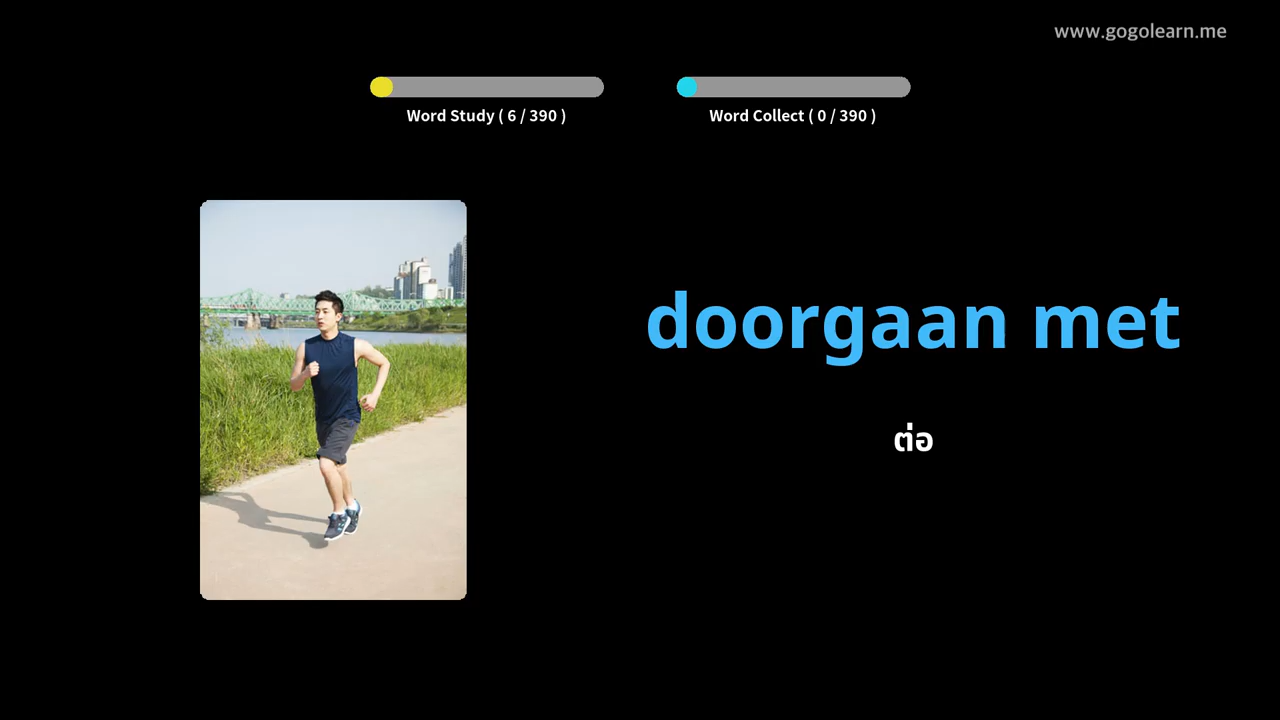 www.gogolearn.me
Word Study ( 6 / 390 )
Word Collect ( 0 / 390 )
doorgaan met
ต่อ